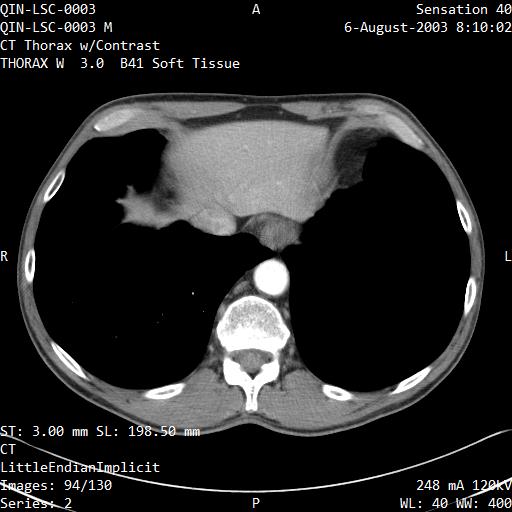 QIN-LSC-0003 A Sensation 40
QIN-LSC-0003 M 6-August-2003 8:10:02
CT Thorax w/Contrast
THORAX W 3.0 B41 Soft Tissue
R L
ST: 3.00 mm SL: 198.50 mm
CT
LittleEndianImplicit
Images: 94/130 248 mA 120kV
Series: 2 P WL: 40 WW: 400